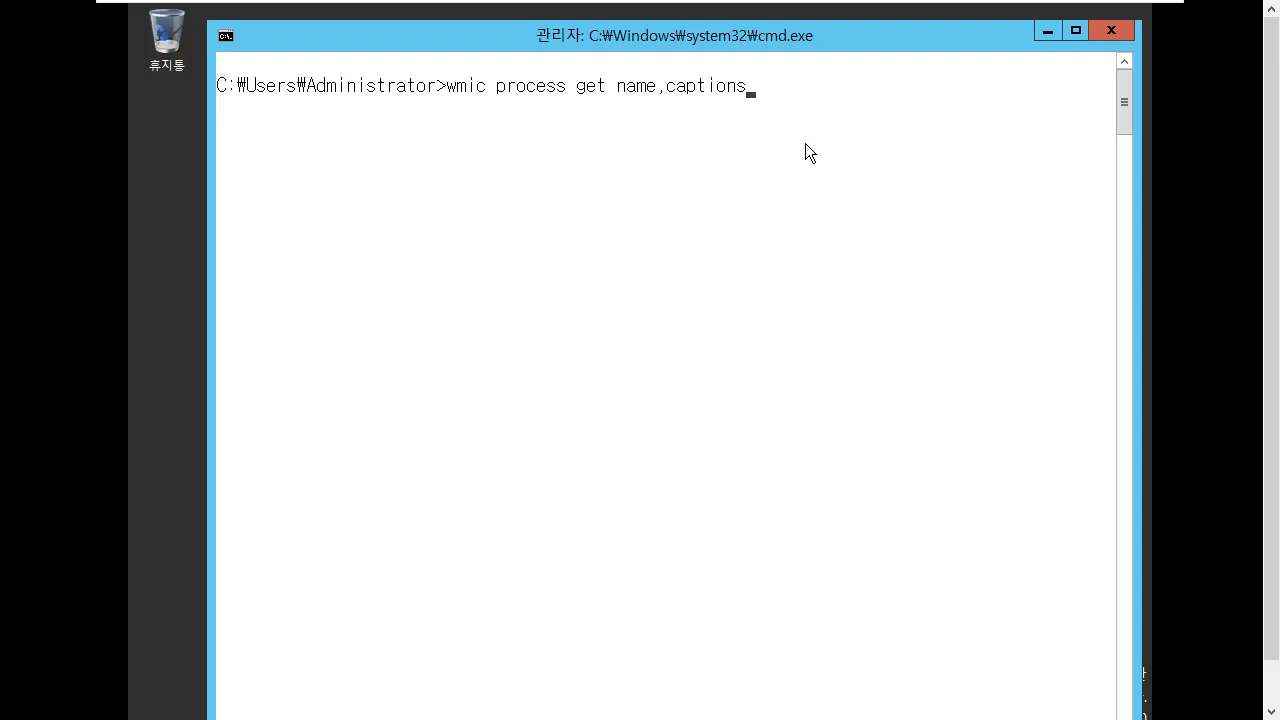 휴지통
관리자: C:₩Windows₩system32₩cmd.exe
C:₩Users₩Administrator>wmic process get name,captions